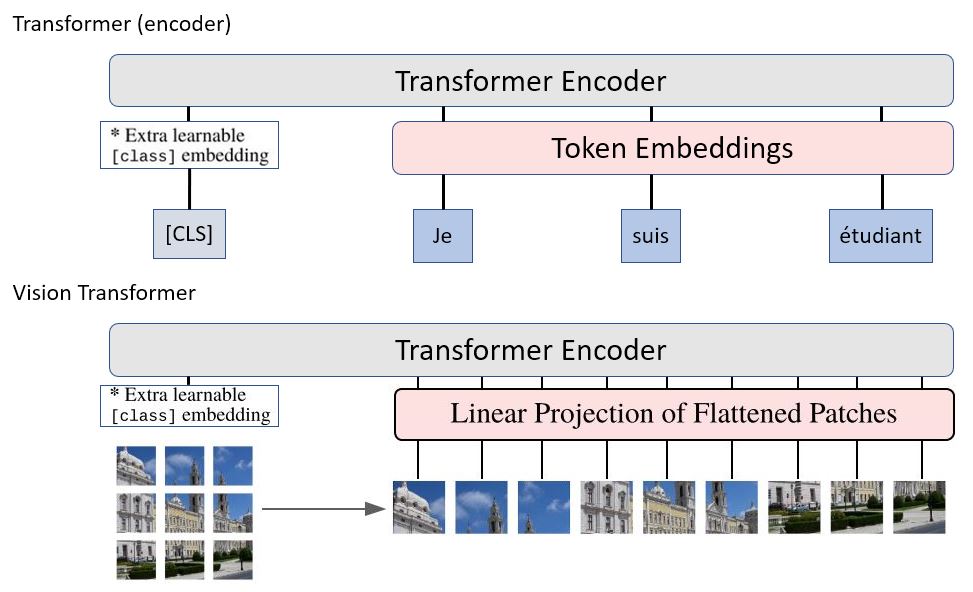 Transformer (encoder)
Transformer Encoder
* Extra learnable
[class] embedding
Token Embeddings
[CLS]
Je
suis
étudiant
Vision Transformer
Transformer Encoder
* Extra learnable
[class] embedding
Linear Projection of Flattened Patches